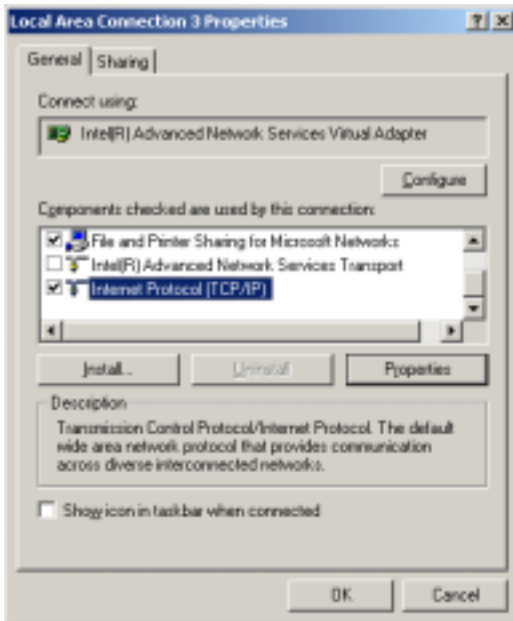 Local Area Connection 3 Properties
General
Sharing
Connect using:
Intel(R) Advanced Network Services Virtual Adapter
Configure
Components checked are used by this connection:
File and Printer Sharing for Microsoft Networks
Intel(R) Advanced Network Services Transport
Internet Protocol (TCP/IP)
Install...
Uninstall
Properties
Description
Transmission Control Protocol/Internet Protocol. The default
wide area network protocol that provides communication
across diverse interconnected networks.
Show icon in taskbar when connected
OK
Cancel